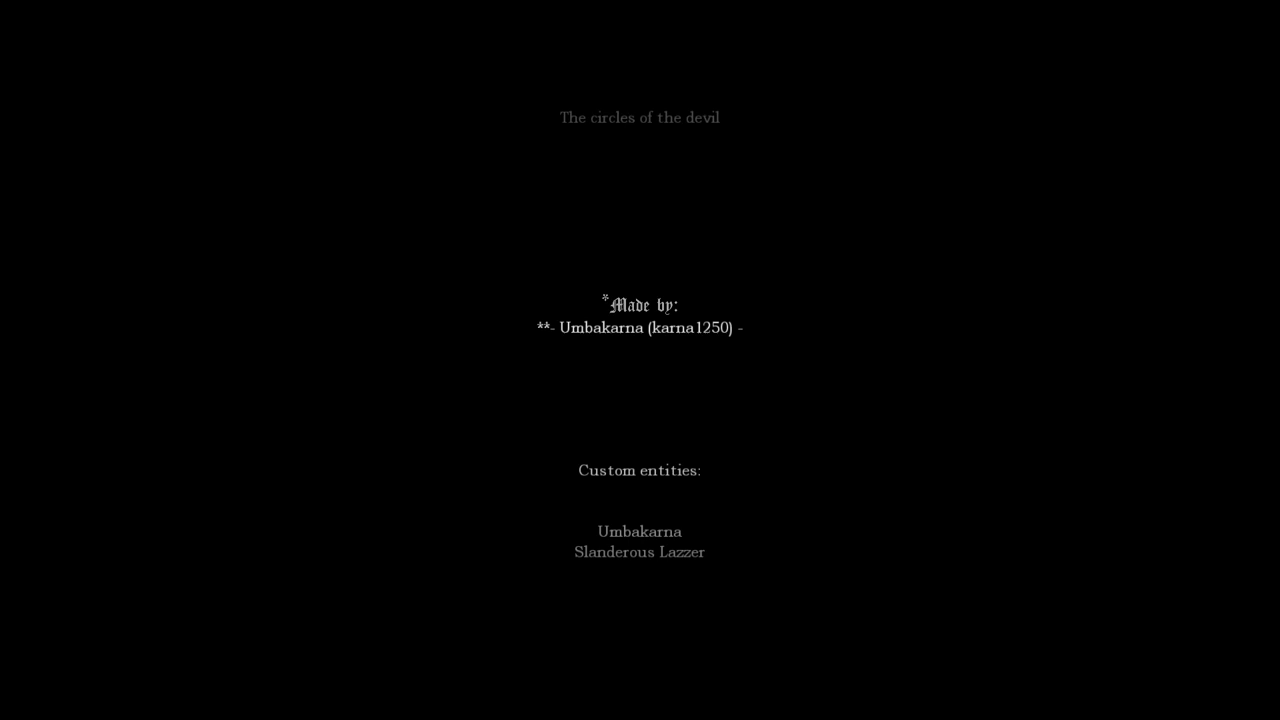 The circles of the devil
*Made by:
**- Umbakarna (karna1250) -
Custom entities:
Umbakarna
Slanderous Lazzer